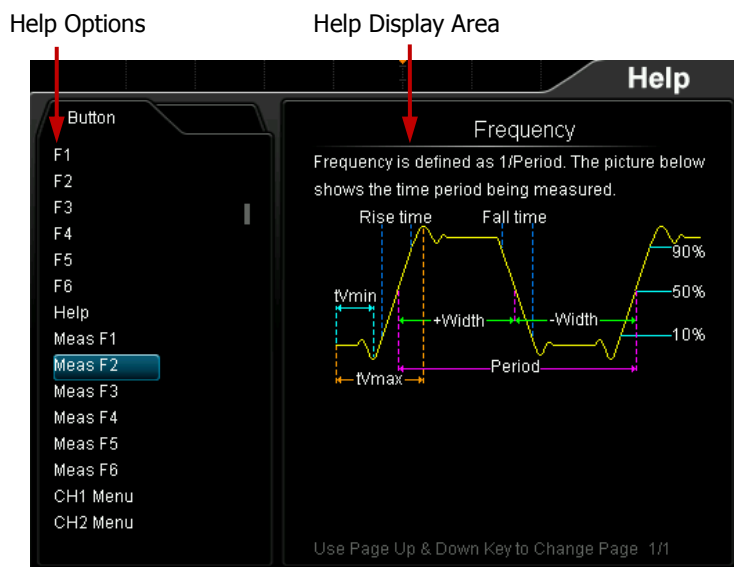 Help Options
Help Display Area
Help
Button
F1
F2
F3
F4
F5
F6
Help
Meas F1
Meas F2
Meas F3
Meas F4
Meas F5
Meas F6
CH1 Menu
CH2 Menu
Frequency
Frequency is defined as 1/Period. The picture below
shows the time period being measured.
Rise time
Fall time
90%
tVmin
50%
+Width
-Width
10%
Period
tVmax
Use Page Up & Down Key to Change Page 1/1